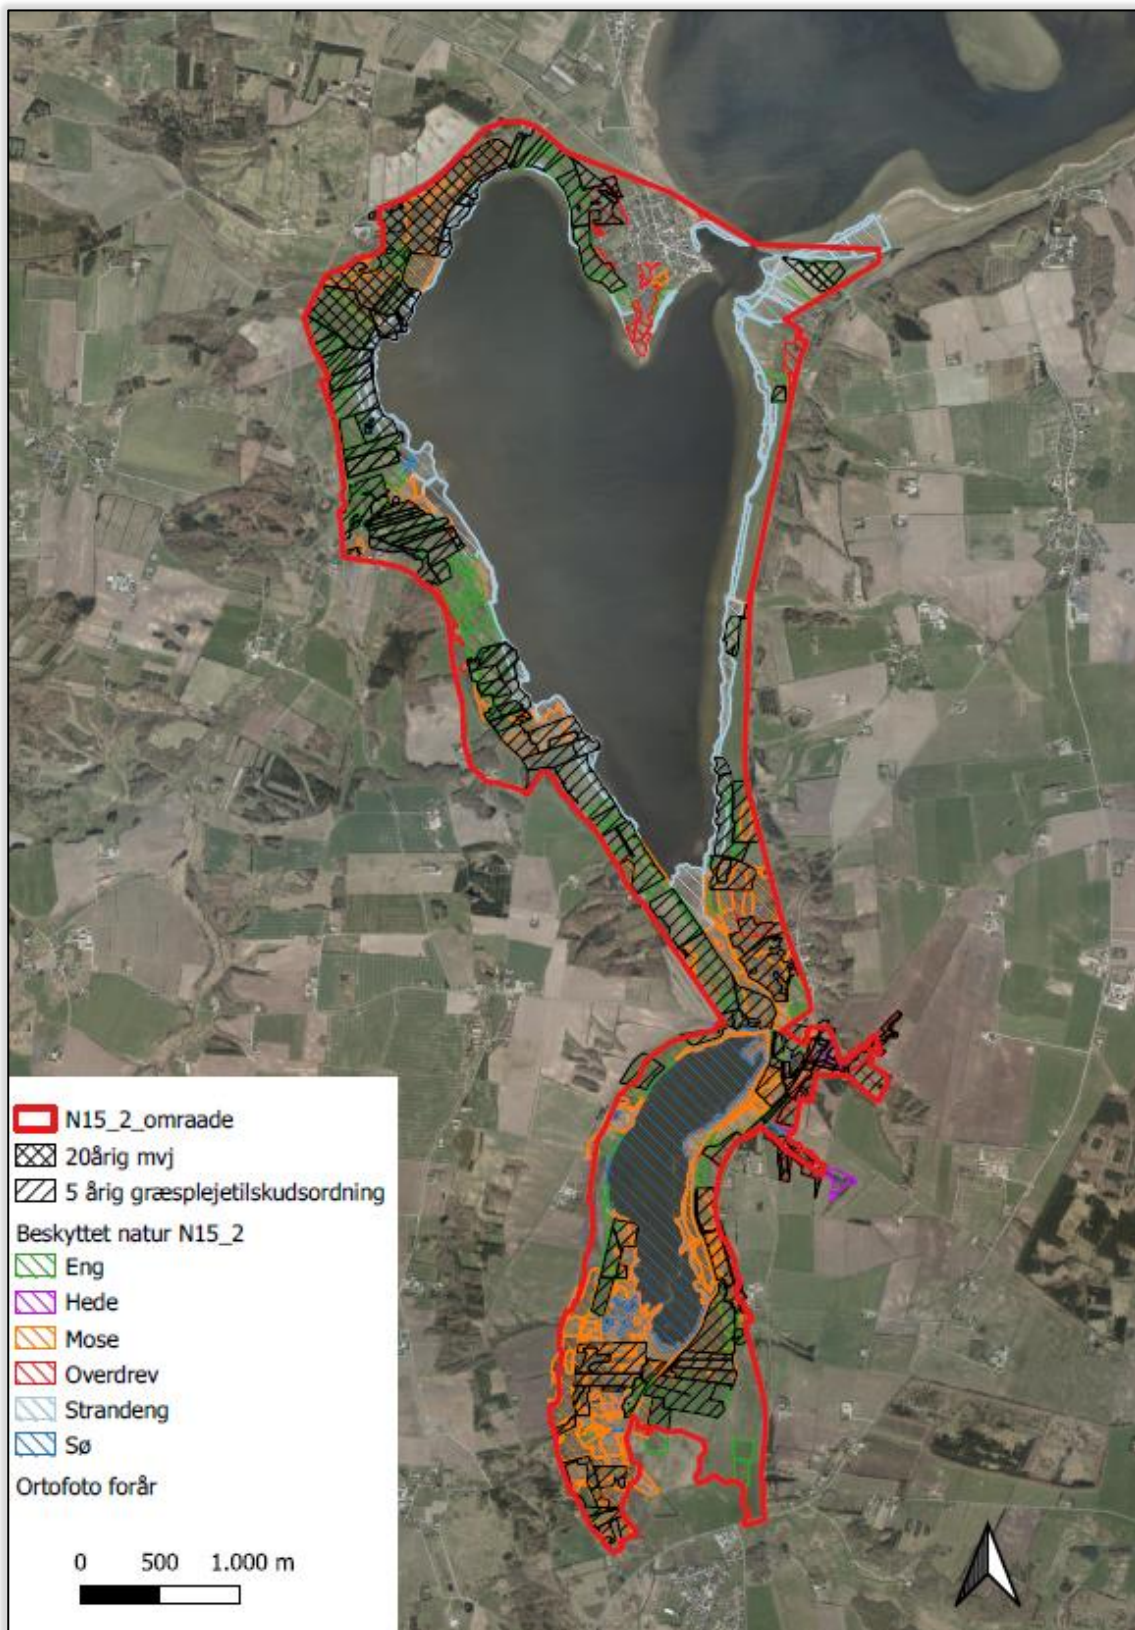 N15_2_omraade
20årig mvj
5 årig græsplejetilskudsordning
Beskyttet natur N15_2
Eng
Hede
Mose
Overdrev
Strandeng
Sø
Ortofoto forår
0 500 1.000 m